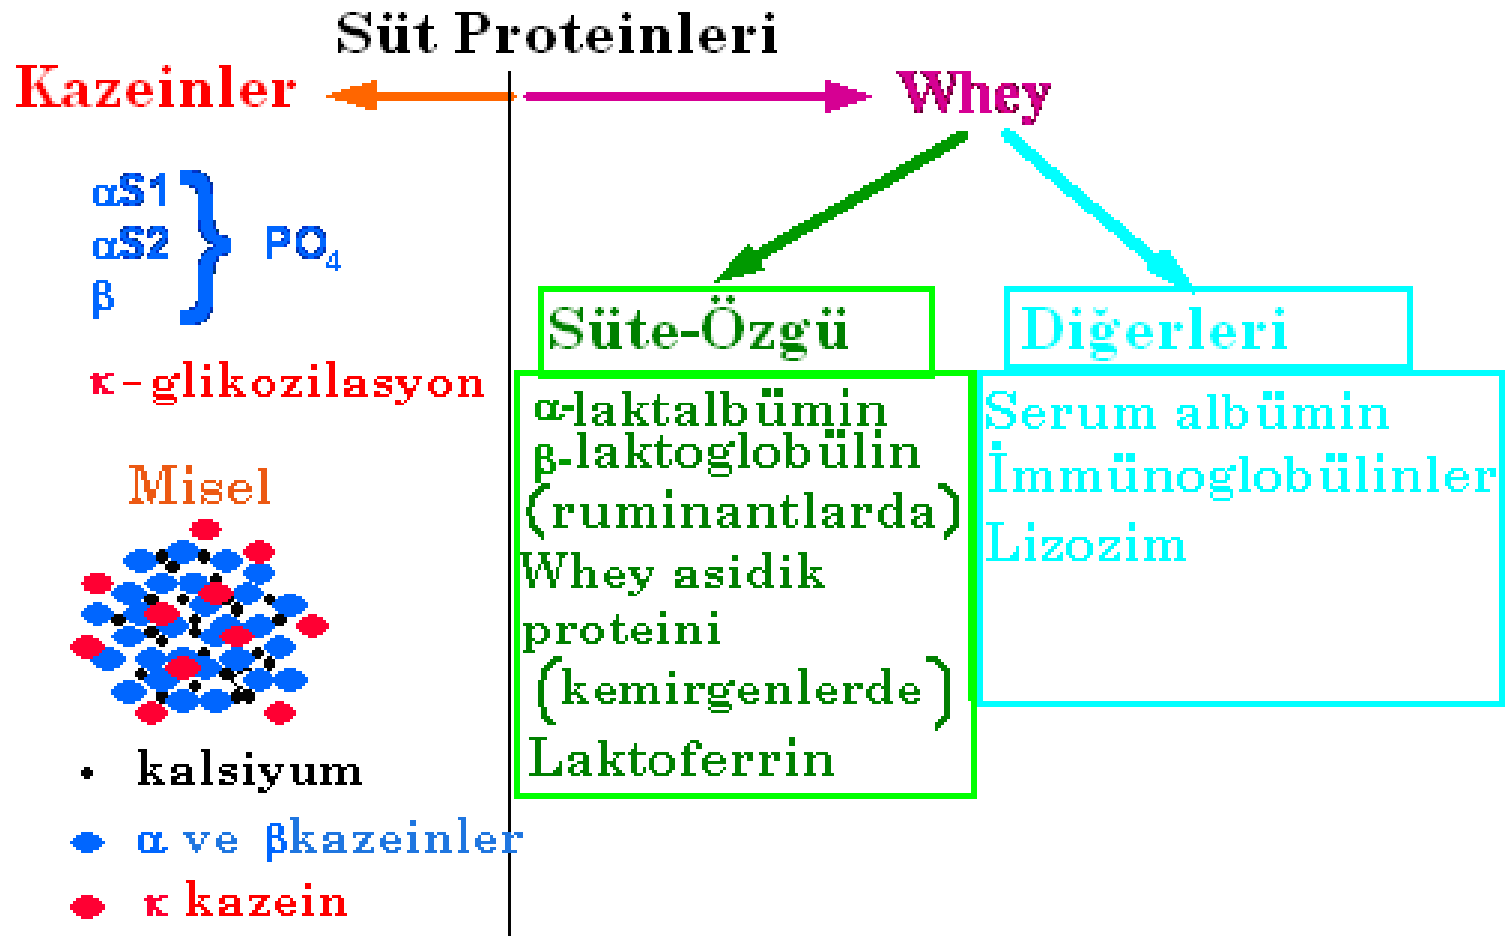 Süt Proteinleri
Kazeinler
Whey
αS1
αS2
β
PO₄
κ-glikozilasyon
Misel
kalsiyum
α ve βkazeinler
κ kazein
Süte-Özgü
α-laktalbümin
β-laktoglobülin
(ruminantlarda)
Whey asidik
proteini
(kemirgenlerde)
Laktoferrin
Diğerleri
Serum albümin
İmmünoglobülinler
Lizozim